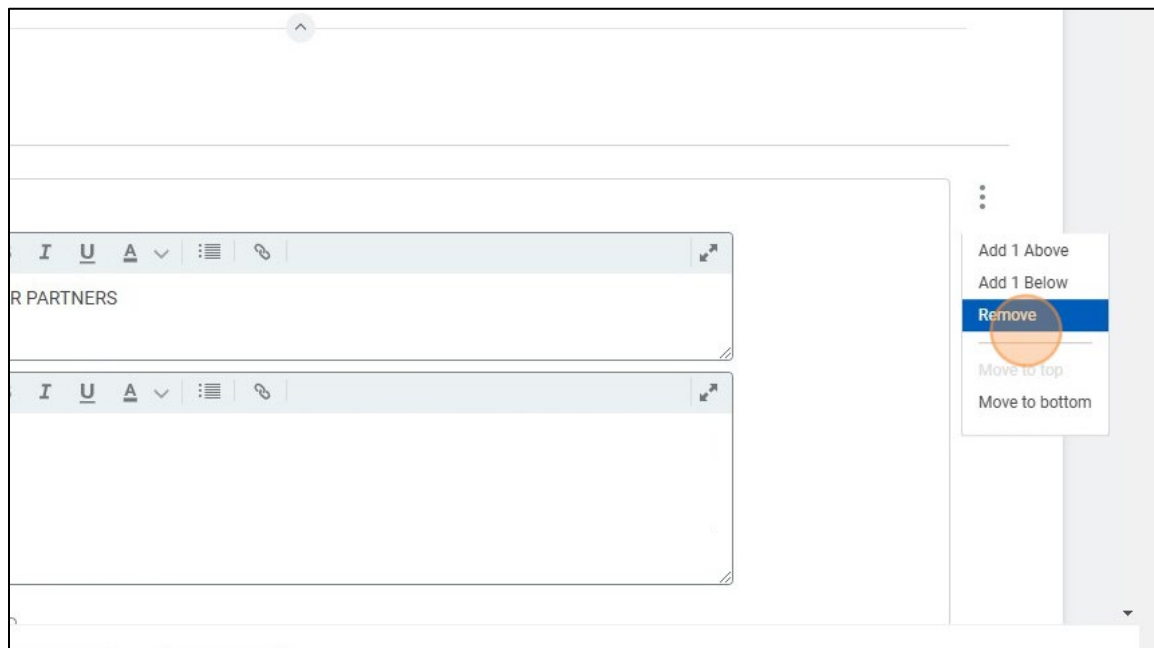 I U A
Add 1 Above
Add 1 Below
R PARTNERS
Remove
I U A
Move to top
Move to bottom